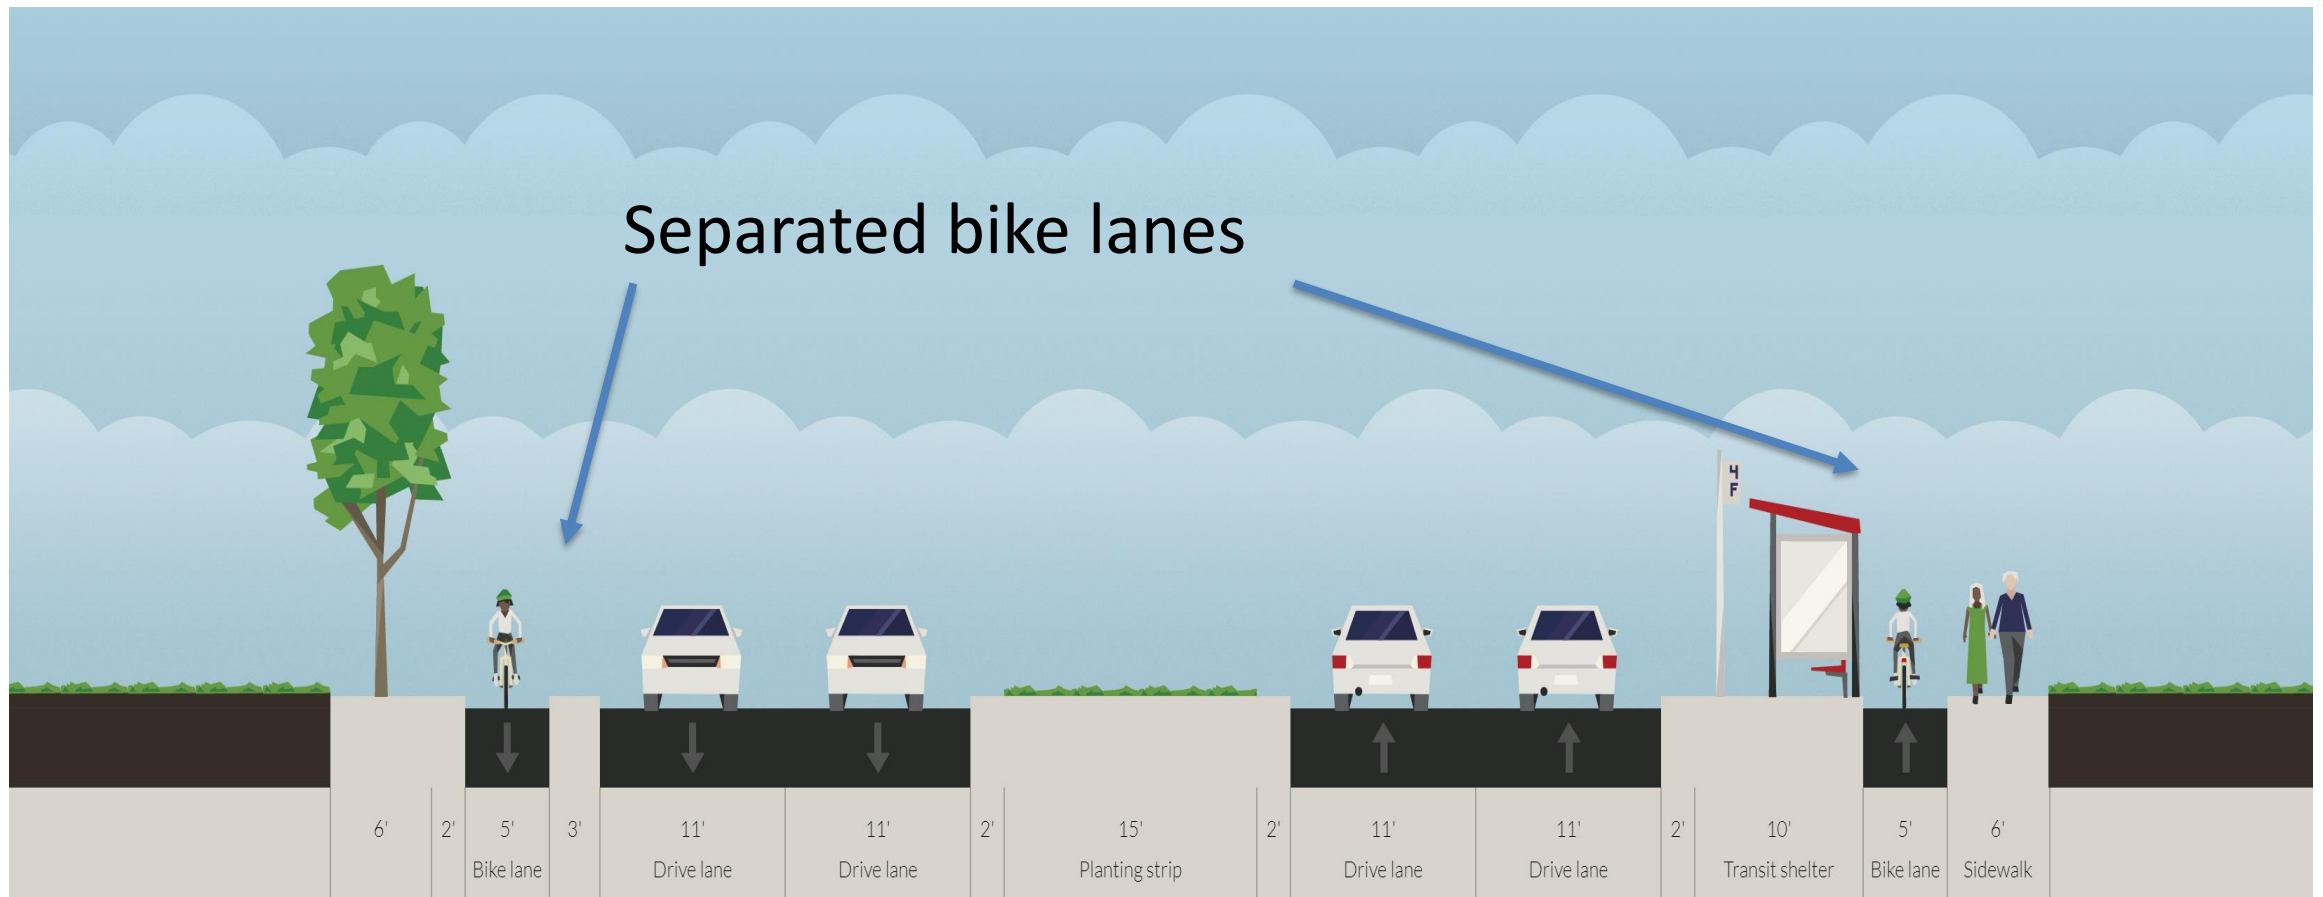 Separated bike lanes
4
F
6' 2' 5' 3' 11' 11' 2' 15' 2' 11' 11' 2' 10' 5' 6'
Bike lane Drive lane Drive lane Planting strip Drive lane Drive lane Transit shelter Bike lane Sidewalk